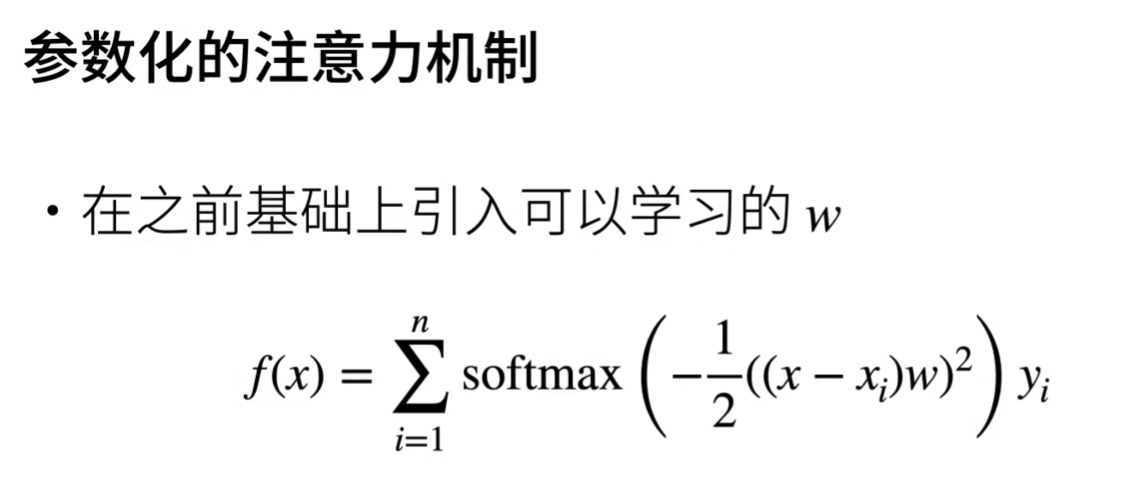 参数化的注意力机制
• 在之前基础上引入可以学习的 w
f(x) = \sum_{i=1}^{n} softmax \left( -\frac{1}{2}((x - x_i)w)^2 \right) y_i